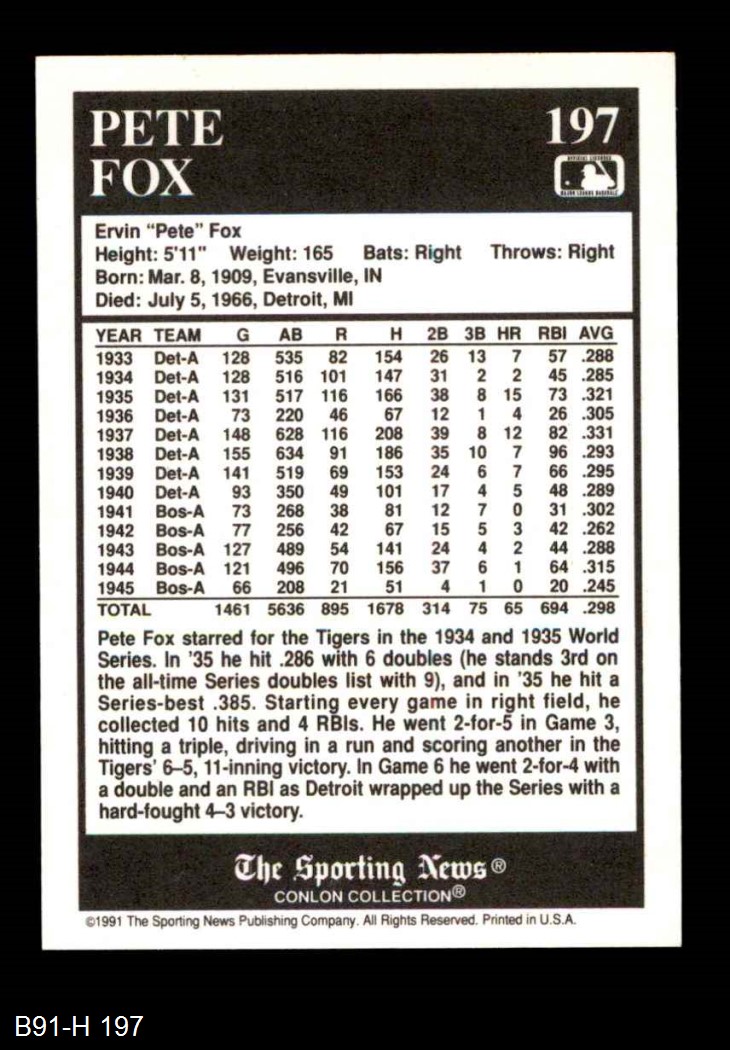 PETE
FOX
197
OFFICIAL LICENSEE
MAJOR LEAGUE BASEBALL
Ervin “Pete” Fox
Height: 5'11" Weight: 165 Bats: Right Throws: Right
Born: Mar. 8, 1909, Evansville, IN
Died: July 5, 1966, Detroit, MI
YEAR TEAM G AB R H 2B 3B HR RBI AVG
1933 Det-A 128 535 82 154 26 13 7 57 .288
1934 Det-A 128 516 101 147 31 2 2 45 .285
1935 Det-A 131 517 116 166 38 8 15 73 .321
1936 Det-A 73 220 46 67 12 1 4 26 .305
1937 Det-A 148 628 116 208 39 8 12 82 .331
1938 Det-A 155 634 91 186 35 10 7 96 .293
1939 Det-A 141 519 69 153 24 6 7 66 .295
1940 Det-A 93 350 49 101 17 4 5 48 .289
1941 Bos-A 73 268 38 81 12 7 0 31 .302
1942 Bos-A 77 256 42 67 15 5 3 42 .262
1943 Bos-A 127 489 54 141 24 4 2 44 .288
1944 Bos-A 121 496 70 156 37 6 1 64 .315
1945 Bos-A 66 208 21 51 4 1 0 20 .245
TOTAL 1461 5636 895 1678 314 75 65 694 .298
Pete Fox starred for the Tigers in the 1934 and 1935 World
Series. In ’35 he hit .286 with 6 doubles (he stands 3rd on
the all-time Series doubles list with 9), and in ’35 he hit a
Series-best .385. Starting every game in right field, he
collected 10 hits and 4 RBIs. He went 2-for-5 in Game 3,
hitting a triple, driving in a run and scoring another in the
Tigers’ 6–5, 11-inning victory. In Game 6 he went 2-for-4 with
a double and an RBI as Detroit wrapped up the Series with a
hard-fought 4–3 victory.
The Sporting News®
CONLON COLLECTION®
©1991 The Sporting News Publishing Company. All Rights Reserved. Printed in U.S.A.
B91-H 197